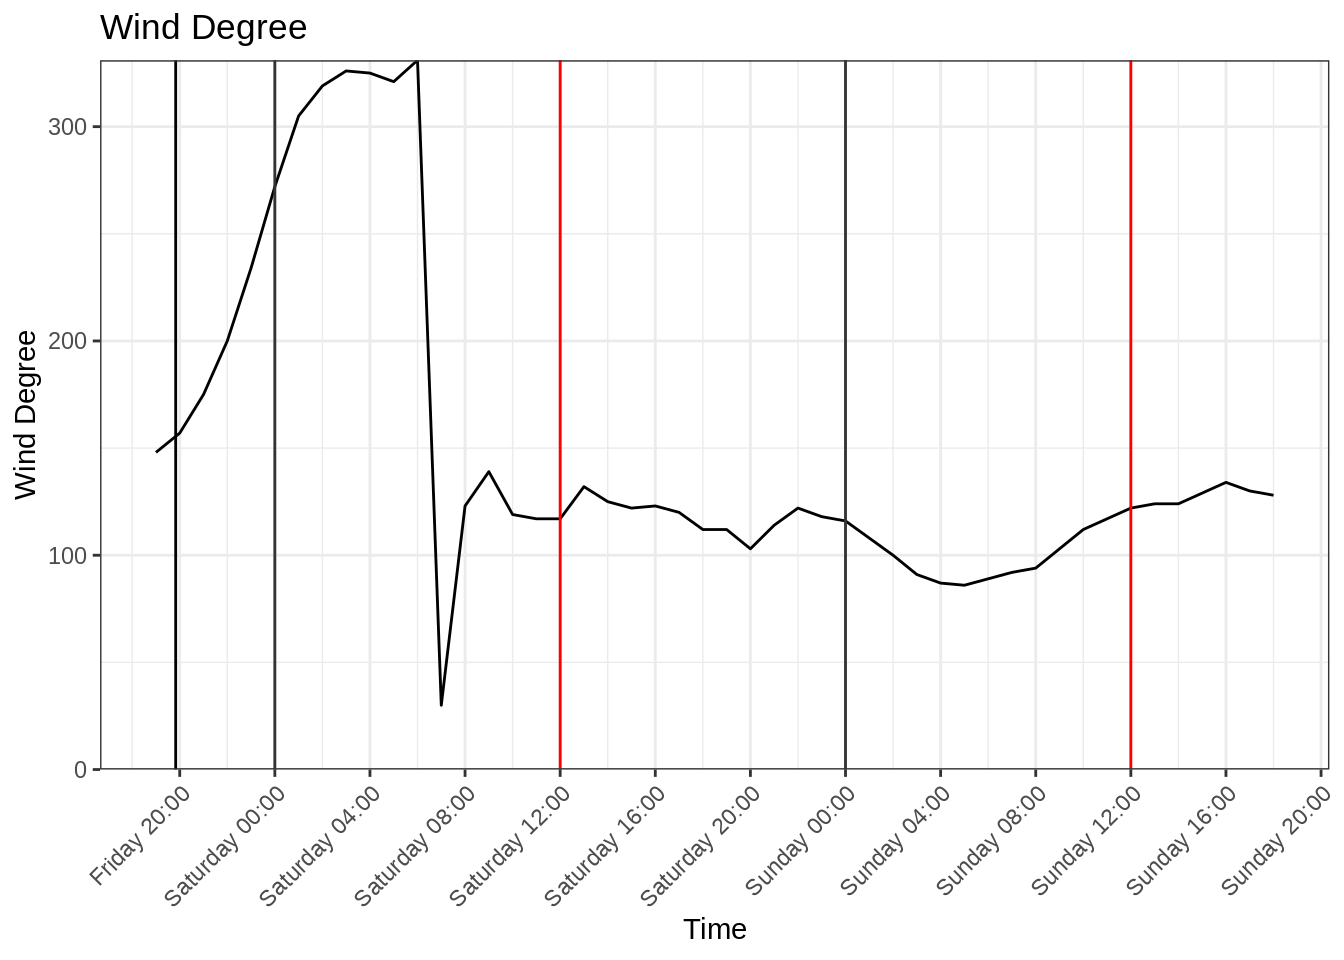 Wind Degree
Wind Degree
300
200
100
0
Friday 20:00
Saturday 00:00
Saturday 04:00
Saturday 08:00
Saturday 12:00
Saturday 16:00
Saturday 20:00
Sunday 00:00
Sunday 04:00
Sunday 08:00
Sunday 12:00
Sunday 16:00
Sunday 20:00
Time